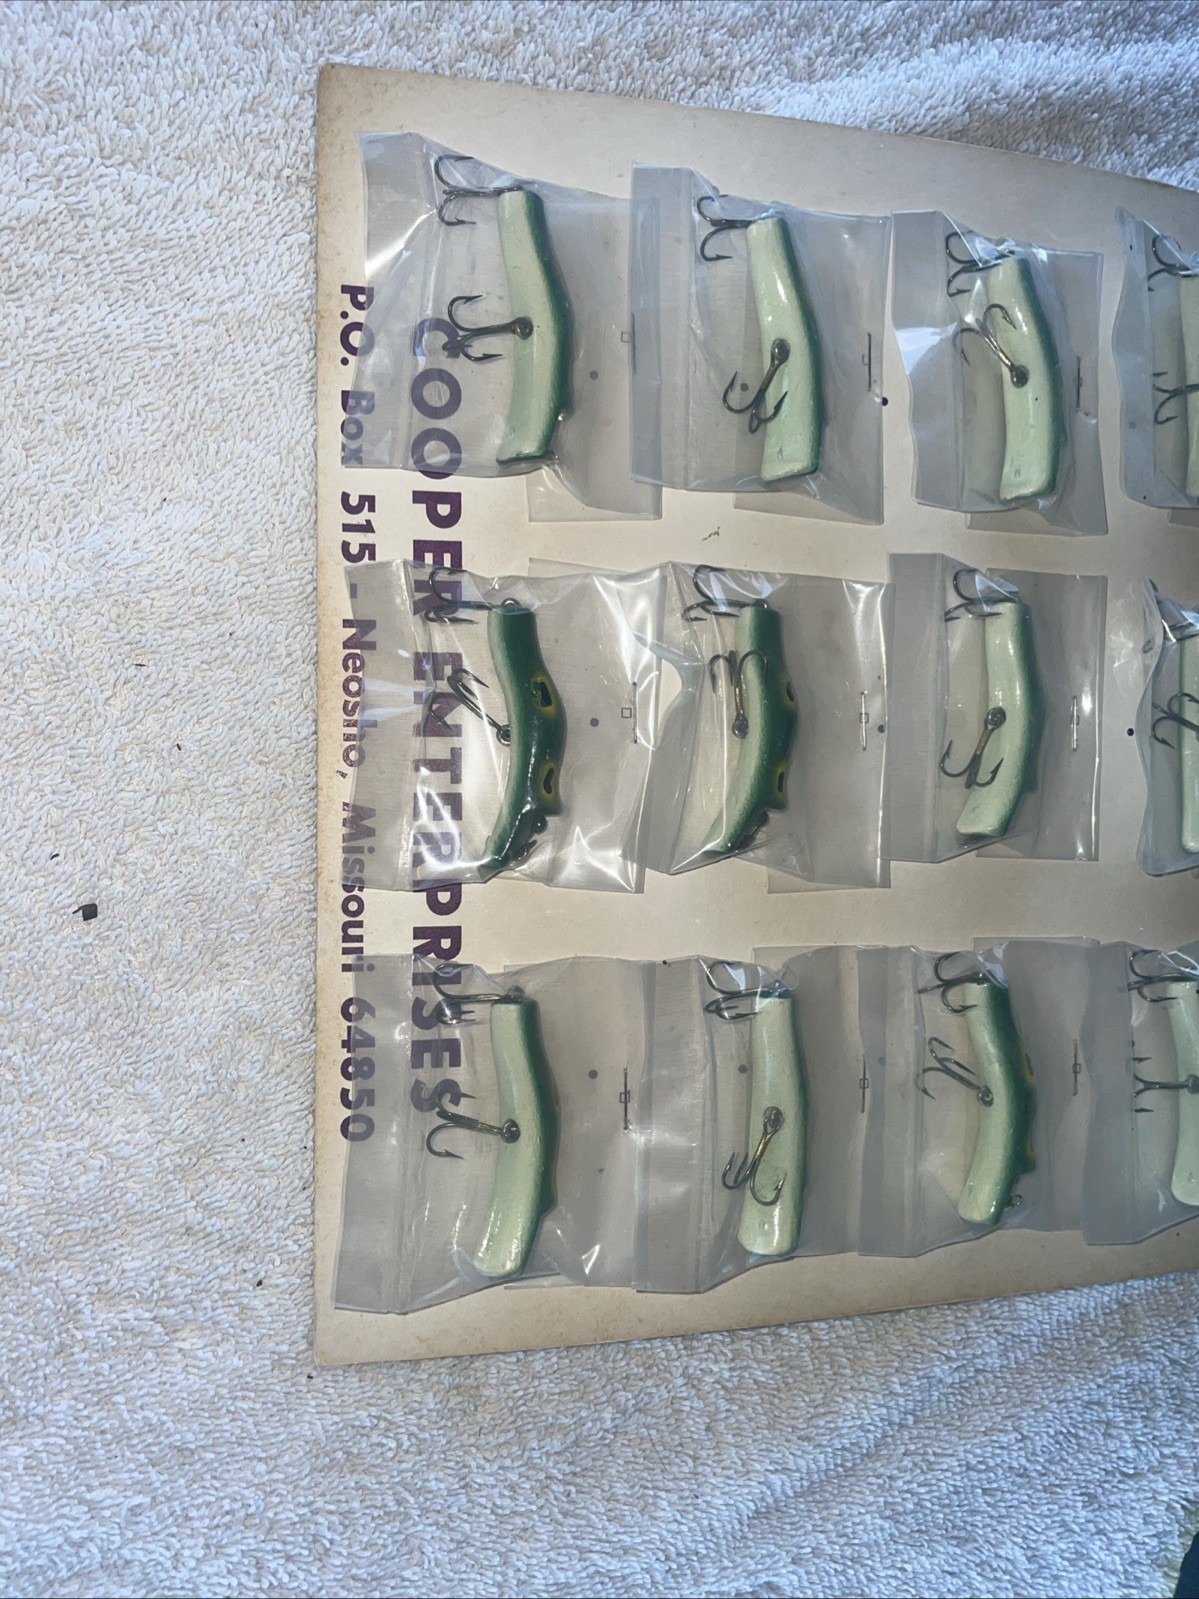 COOPER ENTERPRISES
P.O. Box 515 - Neosho, Missouri 64850